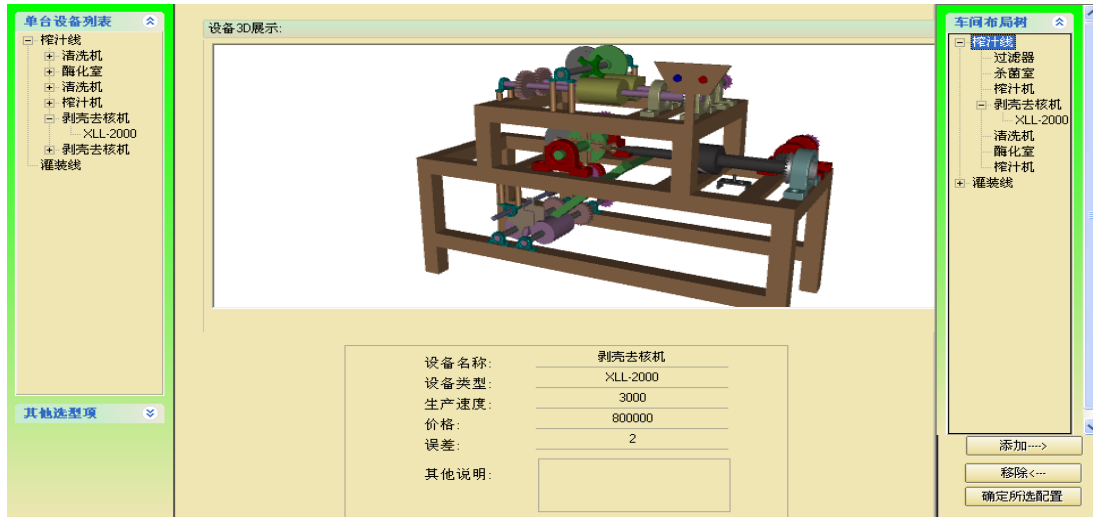 单台设备列表
榨汁线
清洗机
酶化室
清洗机
榨汁机
剥壳去核机
XLL-2000
剥壳去核机
灌装线
其他选型项
设备3D展示:
设备名称:
剥壳去核机
设备类型:
XLL-2000
生产速度:
3000
价格:
800000
误差:
2
其他说明:
车间布局树
榨汁线
过滤器
杀菌室
榨汁机
剥壳去核机
XLL-2000
清洗机
酶化室
榨汁机
灌装线
添加---->
移除<---
确定所选配置